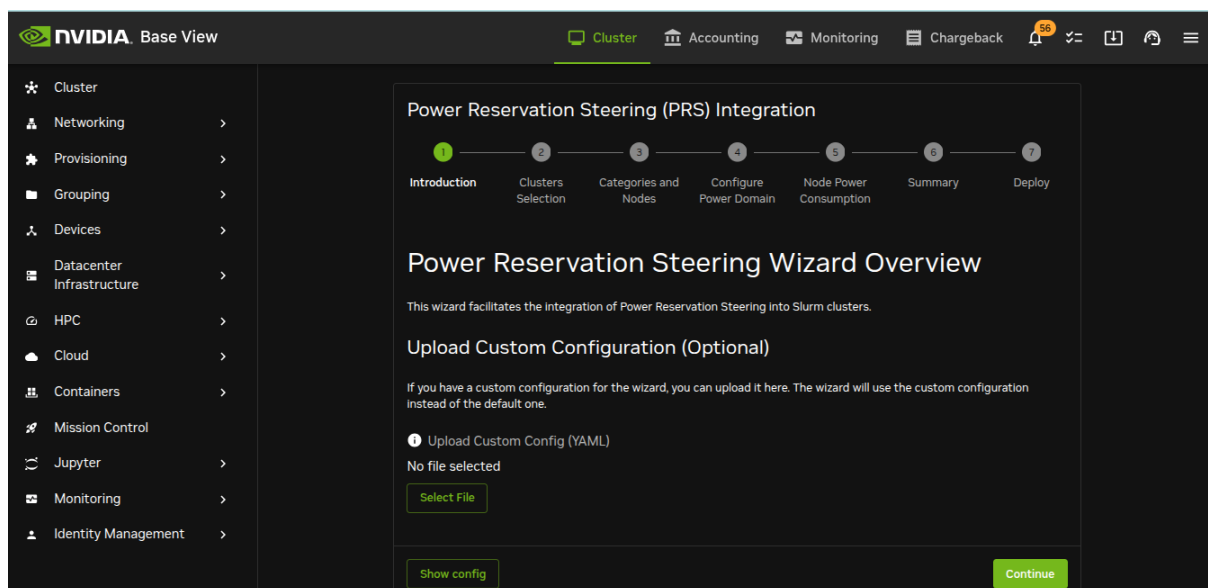 NVIDIA. Base View
Cluster
Accounting
Monitoring
Chargeback
56
Cluster
Networking
Provisioning
Grouping
Devices
Datacenter
Infrastructure
HPC
Cloud
Containers
Mission Control
Jupyter
Monitoring
Identity Management
Power Reservation Steering (PRS) Integration
1
2
3
4
5
6
7
Introduction
Clusters
Selection
Categories and
Nodes
Configure
Power Domain
Node Power
Consumption
Summary
Deploy
Power Reservation Steering Wizard Overview
This wizard facilitates the integration of Power Reservation Steering into Slurm clusters.
Upload Custom Configuration (Optional)
If you have a custom configuration for the wizard, you can upload it here. The wizard will use the custom configuration
instead of the default one.
Upload Custom Config (YAML)
No file selected
Select File
Show config
Continue